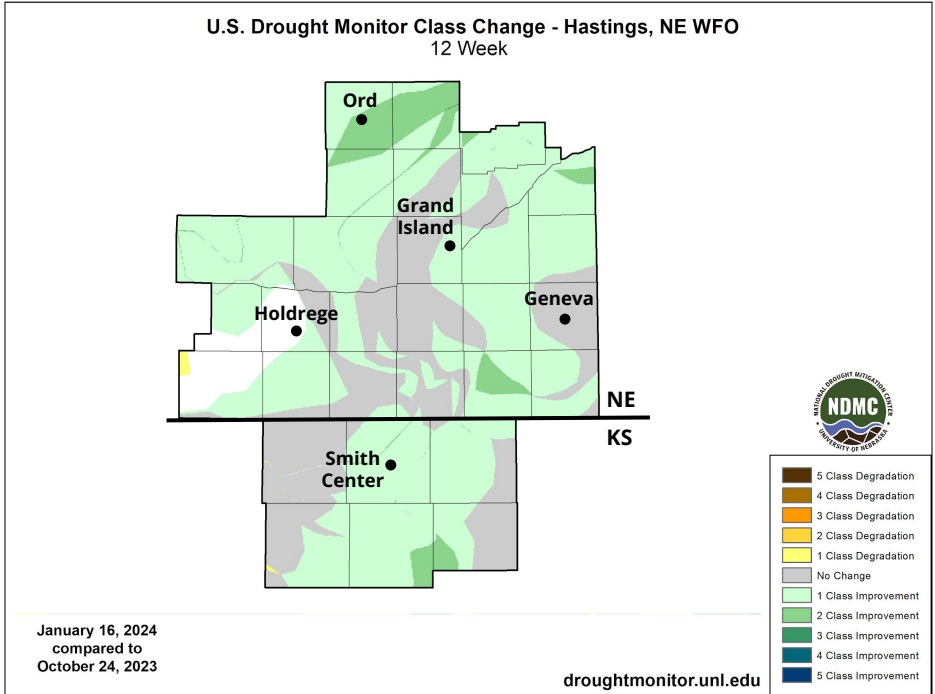 U.S. Drought Monitor Class Change - Hastings, NE WFO
12 Week
Ord
Grand
Island
Geneva
Holdrege
NE
KS
Smith
Center
NATIONAL DROUGHT MITIGATION CENTER
NDMC
UNIVERSITY OF NEBRASKA
5 Class Degradation
4 Class Degradation
3 Class Degradation
2 Class Degradation
1 Class Degradation
No Change
1 Class Improvement
2 Class Improvement
3 Class Improvement
4 Class Improvement
5 Class Improvement
January 16, 2024
compared to
October 24, 2023
droughtmonitor.unl.edu